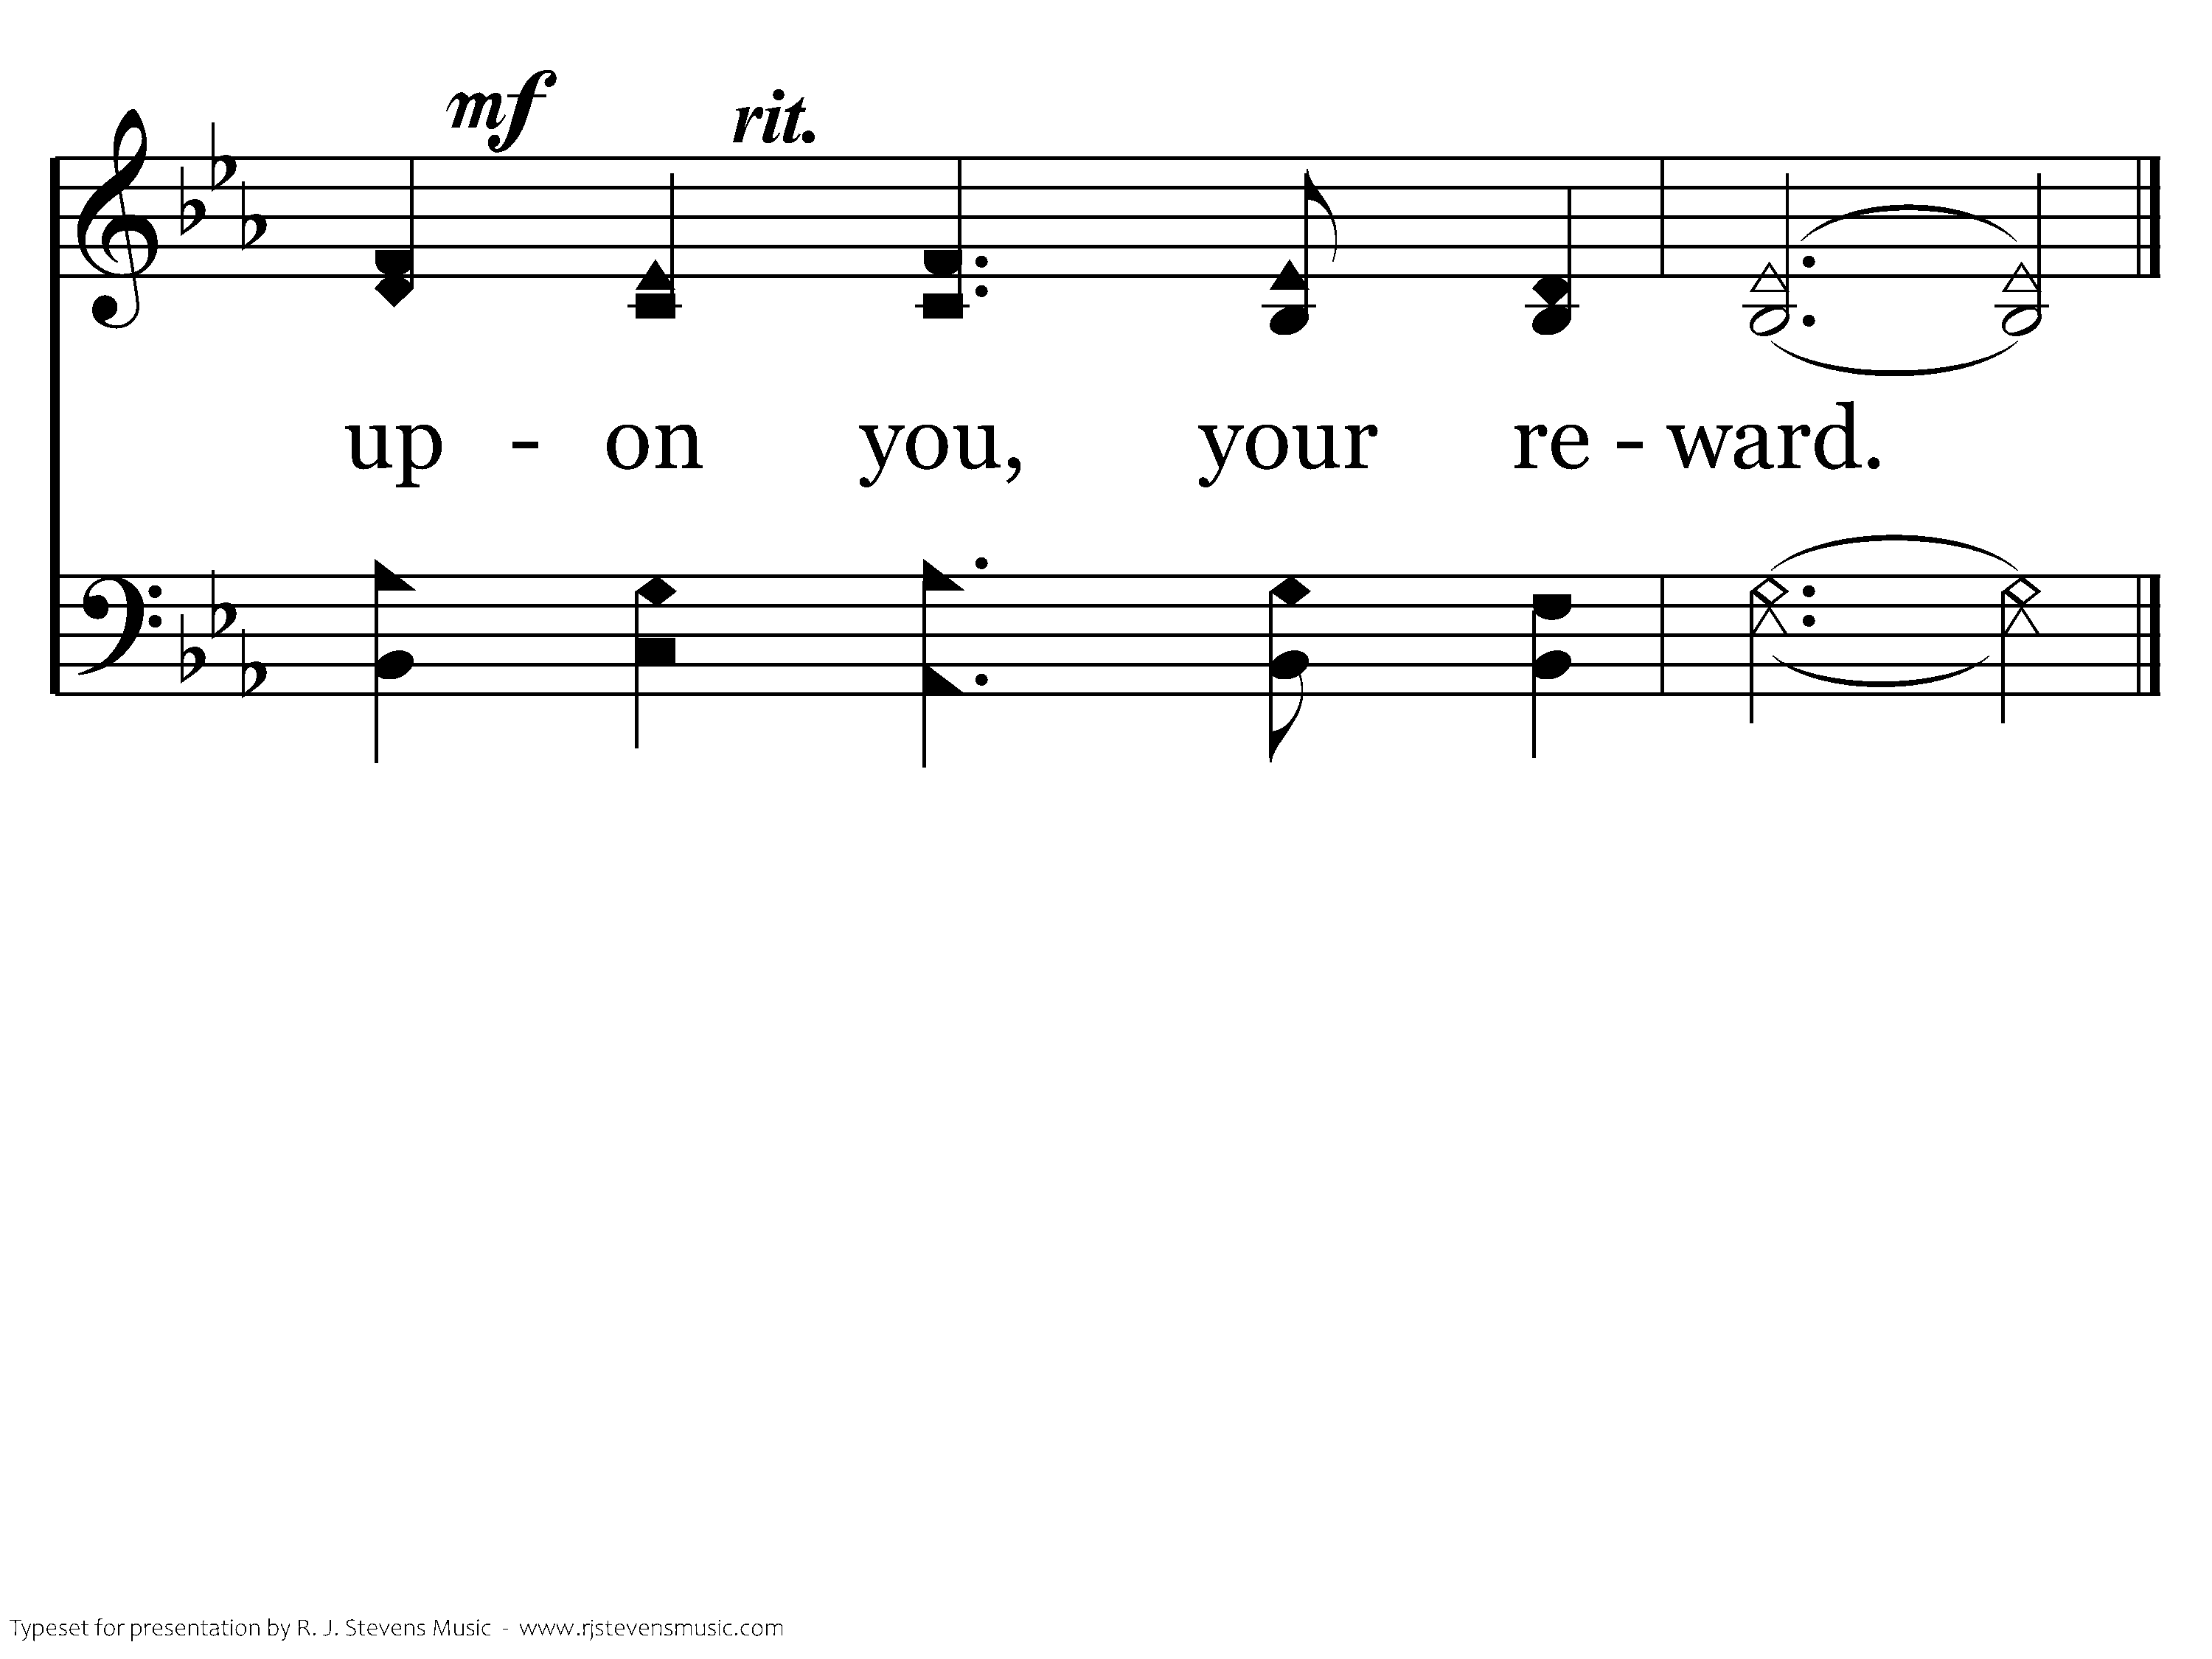 mf rit.
up - on you, your re - ward.
Typeset for presentation by R. J. Stevens Music - www.rjstevensmusic.com